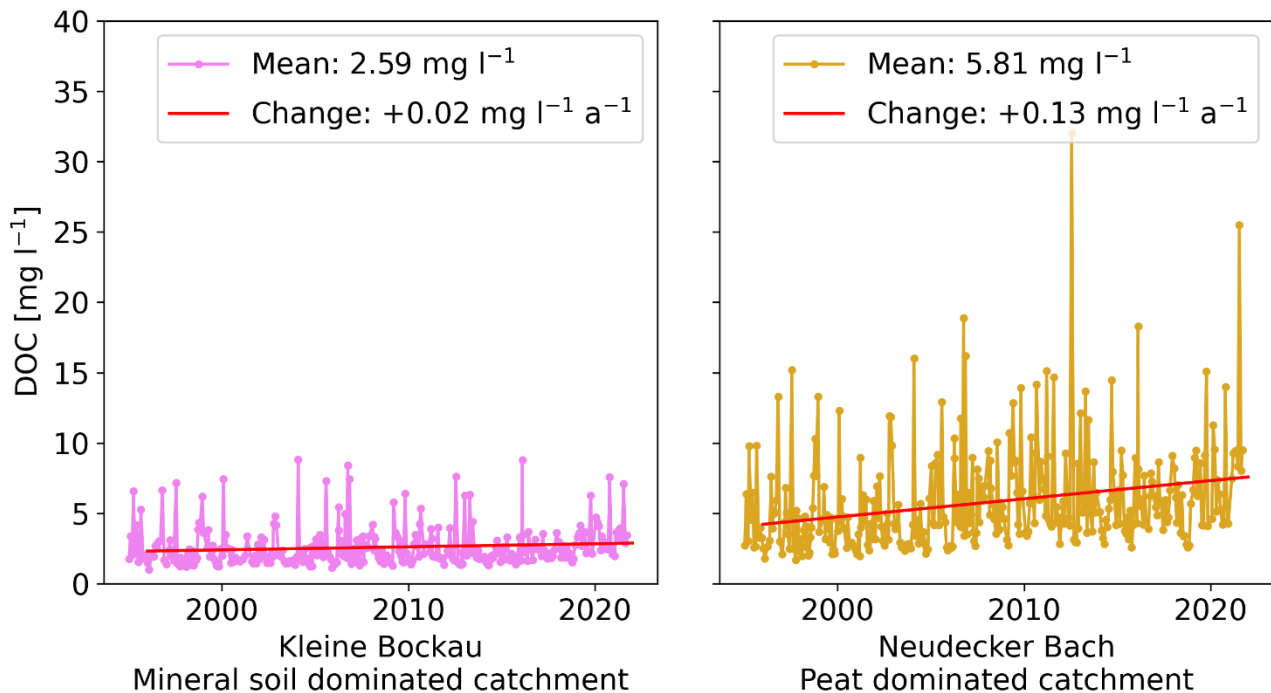 DOC [mg l⁻¹]
40
35
30
25
20
15
10
5
0
Mean: 2.59 mg l⁻¹
Change: +0.02 mg l⁻¹ a⁻¹
2000
2010
2020
Kleine Bockau
Mineral soil dominated catchment
Mean: 5.81 mg l⁻¹
Change: +0.13 mg l⁻¹ a⁻¹
2000
2010
2020
Neudecker Bach
Peat dominated catchment